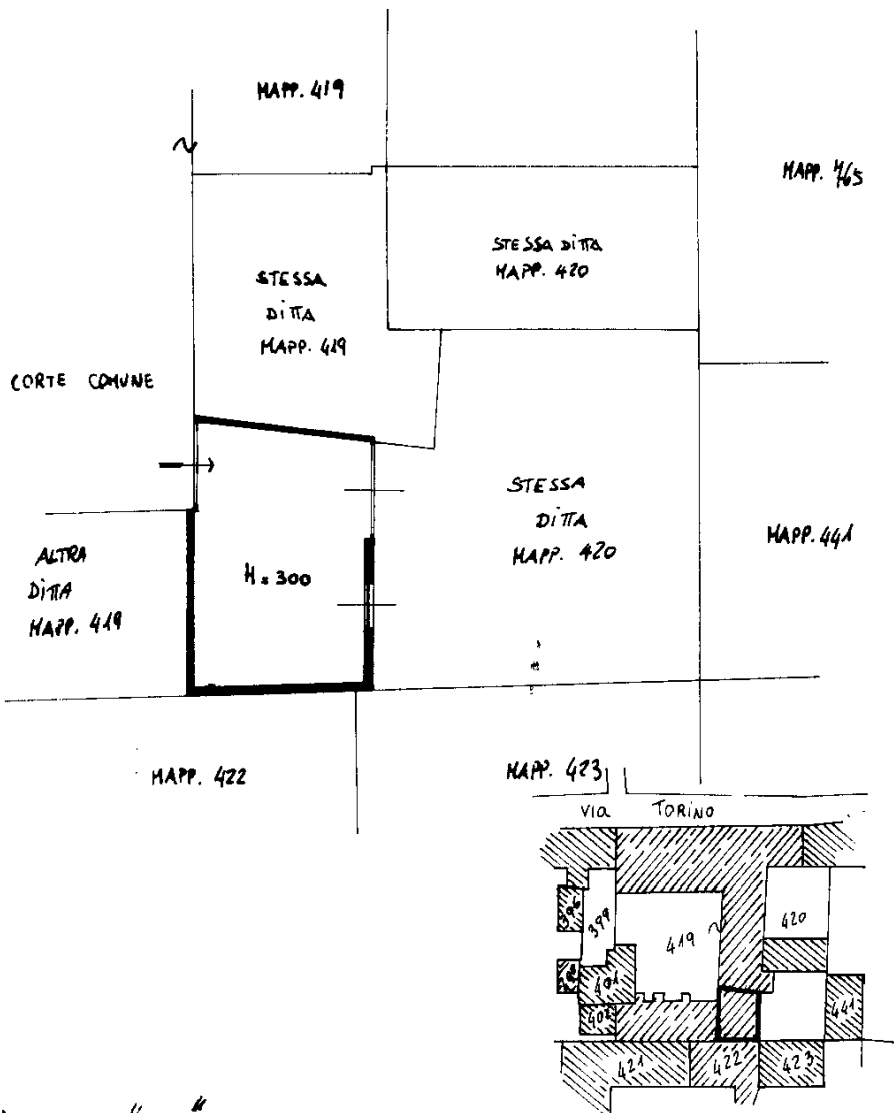 MAPP. 419
MAPP. 465
STESSA DITTA
MAPP. 420
STESSA
DITTA
MAPP. 419
CORTE COMUNE
STESSA
DITTA
MAPP. 420
MAPP. 441
ALTRA
DITTA
MAPP. 419
H = 300
MAPP. 422
MAPP. 423
VIA TORINO
396
399
419
420
401
402
441
421
422
423